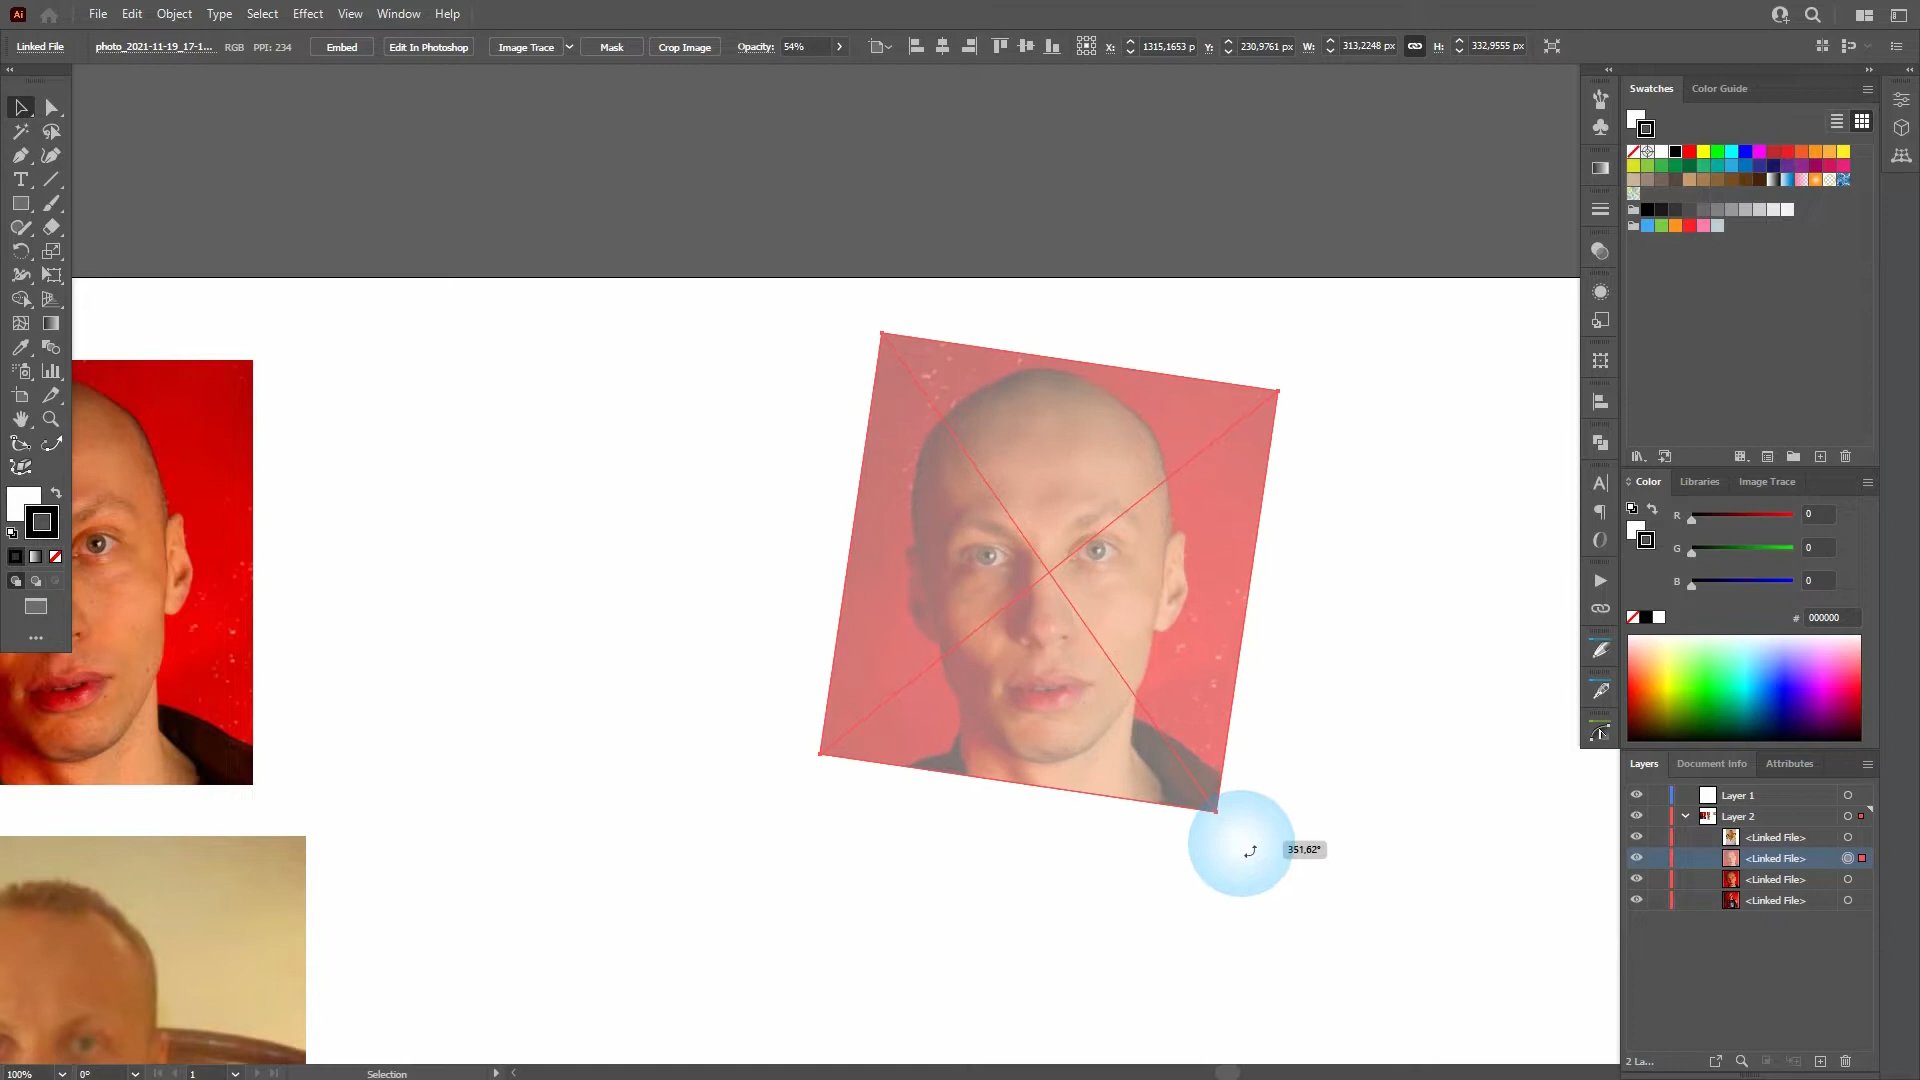 Ai File Edit Object Type Select Effect View Window Help
Linked File photo_2021-11-19_17-1... RGB PPI: 234 Embed Edit In Photoshop Image Trace Mask Crop Image Opacity: 54% X: 1315,1653 p Y: 230,9761 px W: 313,2248 px H: 332,9555 px
Swatches Color Guide
Color Libraries Image Trace
R 0
G 0
B 0
# 000000
Layers Document Info Attributes
Layer 1
Layer 2
<Linked File>
<Linked File>
<Linked File>
<Linked File>
351,62°
2 La...
100% 0° 1 Selection